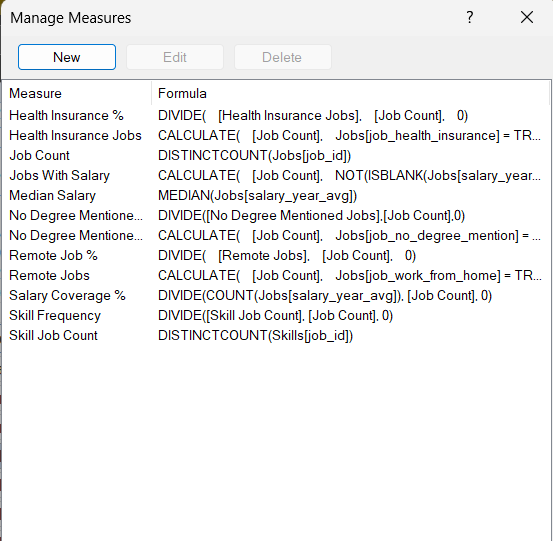 Manage Measures ?
New Edit Delete
Measure Formula
Health Insurance % DIVIDE( [Health Insurance Jobs], [Job Count], 0)
Health Insurance Jobs CALCULATE( [Job Count], Jobs[job_health_insurance] = TR...
Job Count DISTINCTCOUNT(Jobs[job_id])
Jobs With Salary CALCULATE( [Job Count], NOT(ISBLANK(Jobs[salary_year...
Median Salary MEDIAN(Jobs[salary_year_avg])
No Degree Mentione... DIVIDE([No Degree Mentioned Jobs],[Job Count],0)
No Degree Mentione... CALCULATE( [Job Count], Jobs[job_no_degree_mention] = ...
Remote Job % DIVIDE( [Remote Jobs], [Job Count], 0)
Remote Jobs CALCULATE( [Job Count], Jobs[job_work_from_home] = TR...
Salary Coverage % DIVIDE(COUNT(Jobs[salary_year_avg]), [Job Count], 0)
Skill Frequency DIVIDE([Skill Job Count], [Job Count], 0)
Skill Job Count DISTINCTCOUNT(Skills[job_id])